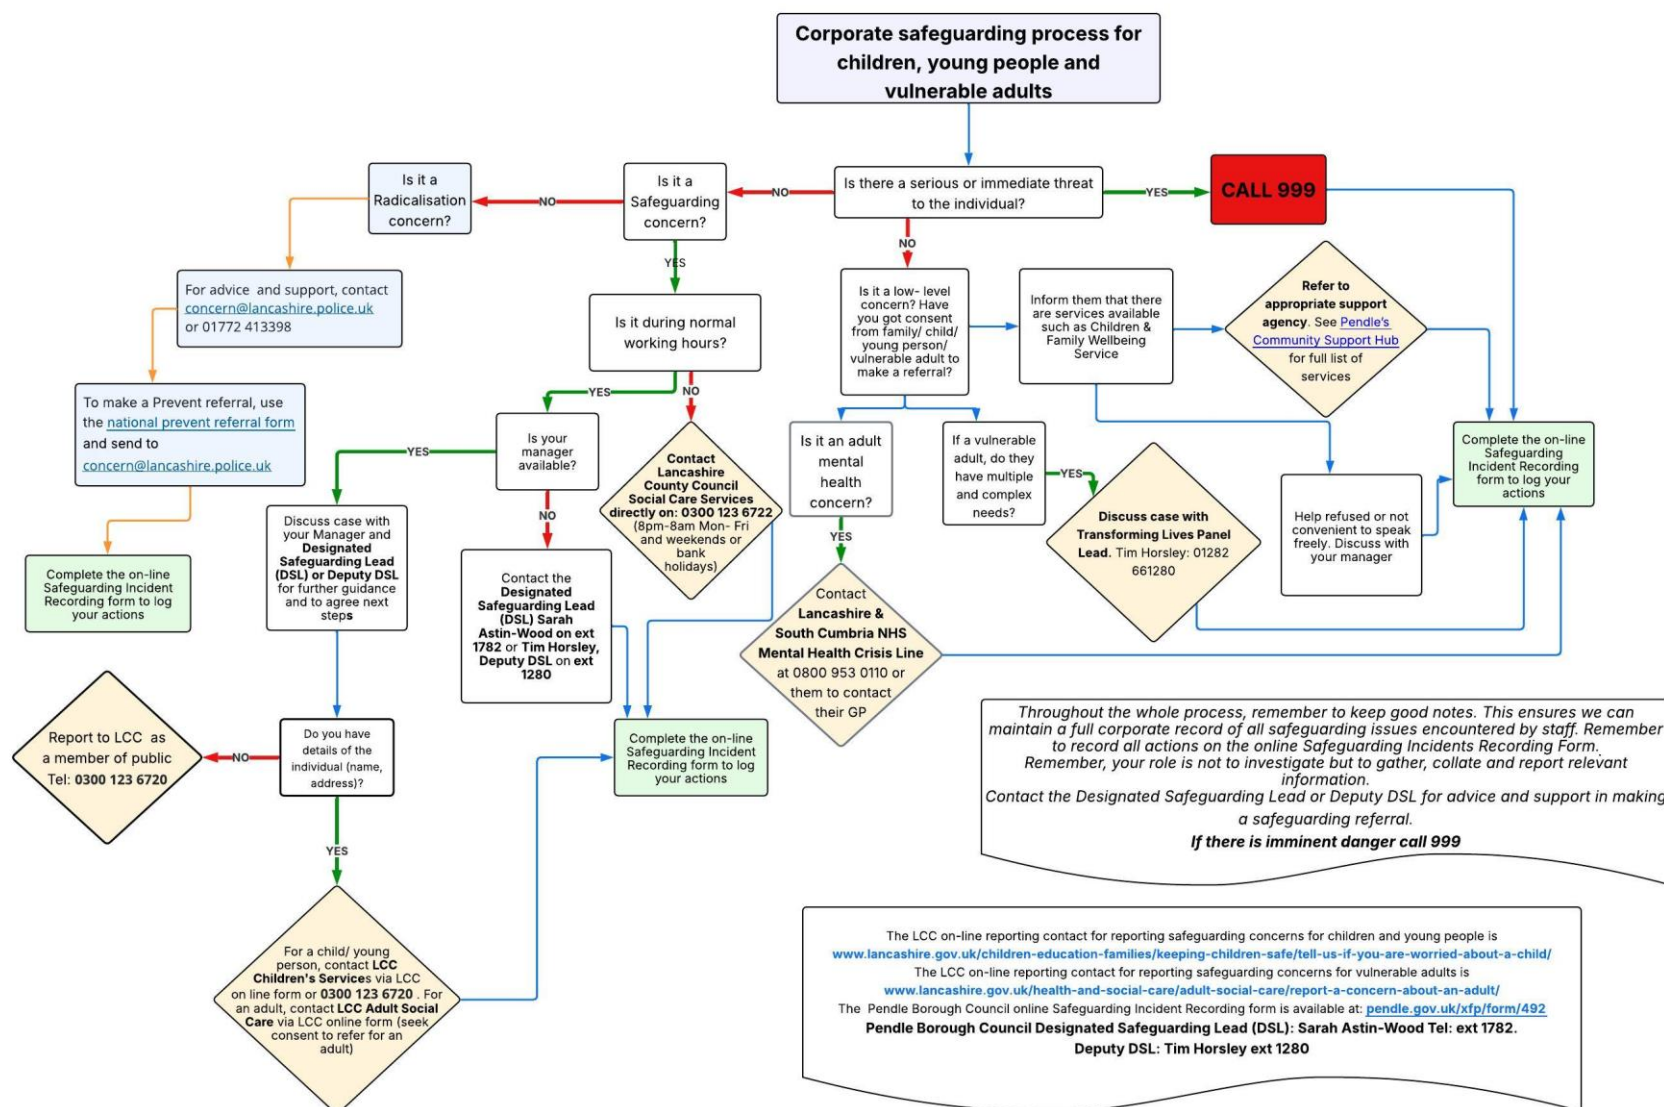 Corporate safeguarding process for
children, young people and
vulnerable adults
Is there a serious or immediate threat
to the individual?
YES
CALL 999
NO
Is it a
Safeguarding
concern?
NO
Is it a
Radicalisation
concern?
For advice and support, contact
concern@lancashire.police.uk
or 01772 413398
To make a Prevent referral, use
the national prevent referral form
and send to
concern@lancashire.police.uk
Complete the on-line
Safeguarding Incident
Recording form to log
your actions
YES
Is it during normal
working hours?
YES
NO
Is your
manager
available?
YES
NO
Contact
Lancashire
County Council
Social Care Services
directly on: 0300 123 6722
(8pm-8am Mon- Fri
and weekends or
bank
holidays)
Discuss case with
your Manager and
Designated
Safeguarding Lead
(DSL) or Deputy DSL
for further guidance
and to agree next
steps
Contact the
Designated
Safeguarding Lead
(DSL) Sarah
Astin-Wood on ext
1782 or Tim Horsley,
Deputy DSL on ext
1280
Do you have
details of the
individual (name,
address)?
NO
Report to LCC as
a member of public
Tel: 0300 123 6720
YES
For a child/ young
person, contact LCC
Children's Services via LCC
on line form or 0300 123 6720 . For
an adult, contact LCC Adult Social
Care via LCC online form (seek
consent to refer for an
adult)
Complete the on-line
Safeguarding Incident
Recording form to log
your actions
NO
Is it a low- level
concern? Have
you got consent
from family/ child/
young person/
vulnerable adult to
make a referral?
Inform them that there
are services available
such as Children &
Family Wellbeing
Service
Refer to
appropriate support
agency. See Pendle's
Community Support Hub
for full list of
services
Is it an adult
mental
health
concern?
YES
Contact
Lancashire &
South Cumbria NHS
Mental Health Crisis Line
at 0800 953 0110 or
them to contact
their GP
If a vulnerable
adult, do they
have multiple
and complex
needs?
YES
Discuss case with
Transforming Lives Panel
Lead. Tim Horsley: 01282
661280
Help refused or not
convenient to speak
freely. Discuss with
your manager
Complete the on-line
Safeguarding
Incident Recording
form to log your
actions
Throughout the whole process, remember to keep good notes. This ensures we can
maintain a full corporate record of all safeguarding issues encountered by staff. Remember
to record all actions on the online Safeguarding Incidents Recording Form.
Remember, your role is not to investigate but to gather, collate and report relevant
information.
Contact the Designated Safeguarding Lead or Deputy DSL for advice and support in making
a safeguarding referral.
If there is imminent danger call 999
The LCC on-line reporting contact for reporting safeguarding concerns for children and young people is
www.lancashire.gov.uk/children-education-families/keeping-children-safe/tell-us-if-you-are-worried-about-a-child/
The LCC on-line reporting contact for reporting safeguarding concerns for vulnerable adults is
www.lancashire.gov.uk/health-and-social-care/adult-social-care/report-a-concern-about-an-adult/
The Pendle Borough Council online Safeguarding Incident Recording form is available at: pendle.gov.uk/xfp/form/492
Pendle Borough Council Designated Safeguarding Lead (DSL): Sarah Astin-Wood Tel: ext 1782.
Deputy DSL: Tim Horsley ext 1280